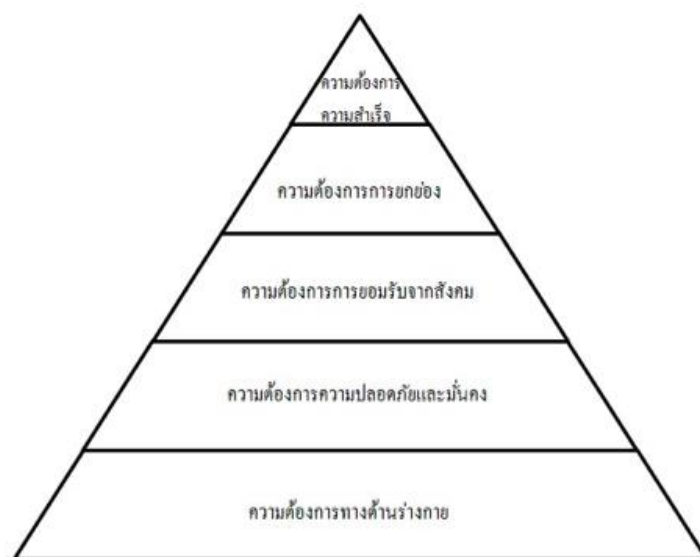 ความต้องการ
ความสำเร็จ
ความต้องการการยกย่อง
ความต้องการการยอมรับจากสังคม
ความต้องการความปลอดภัยและมั่นคง
ความต้องการทางด้านร่างกาย